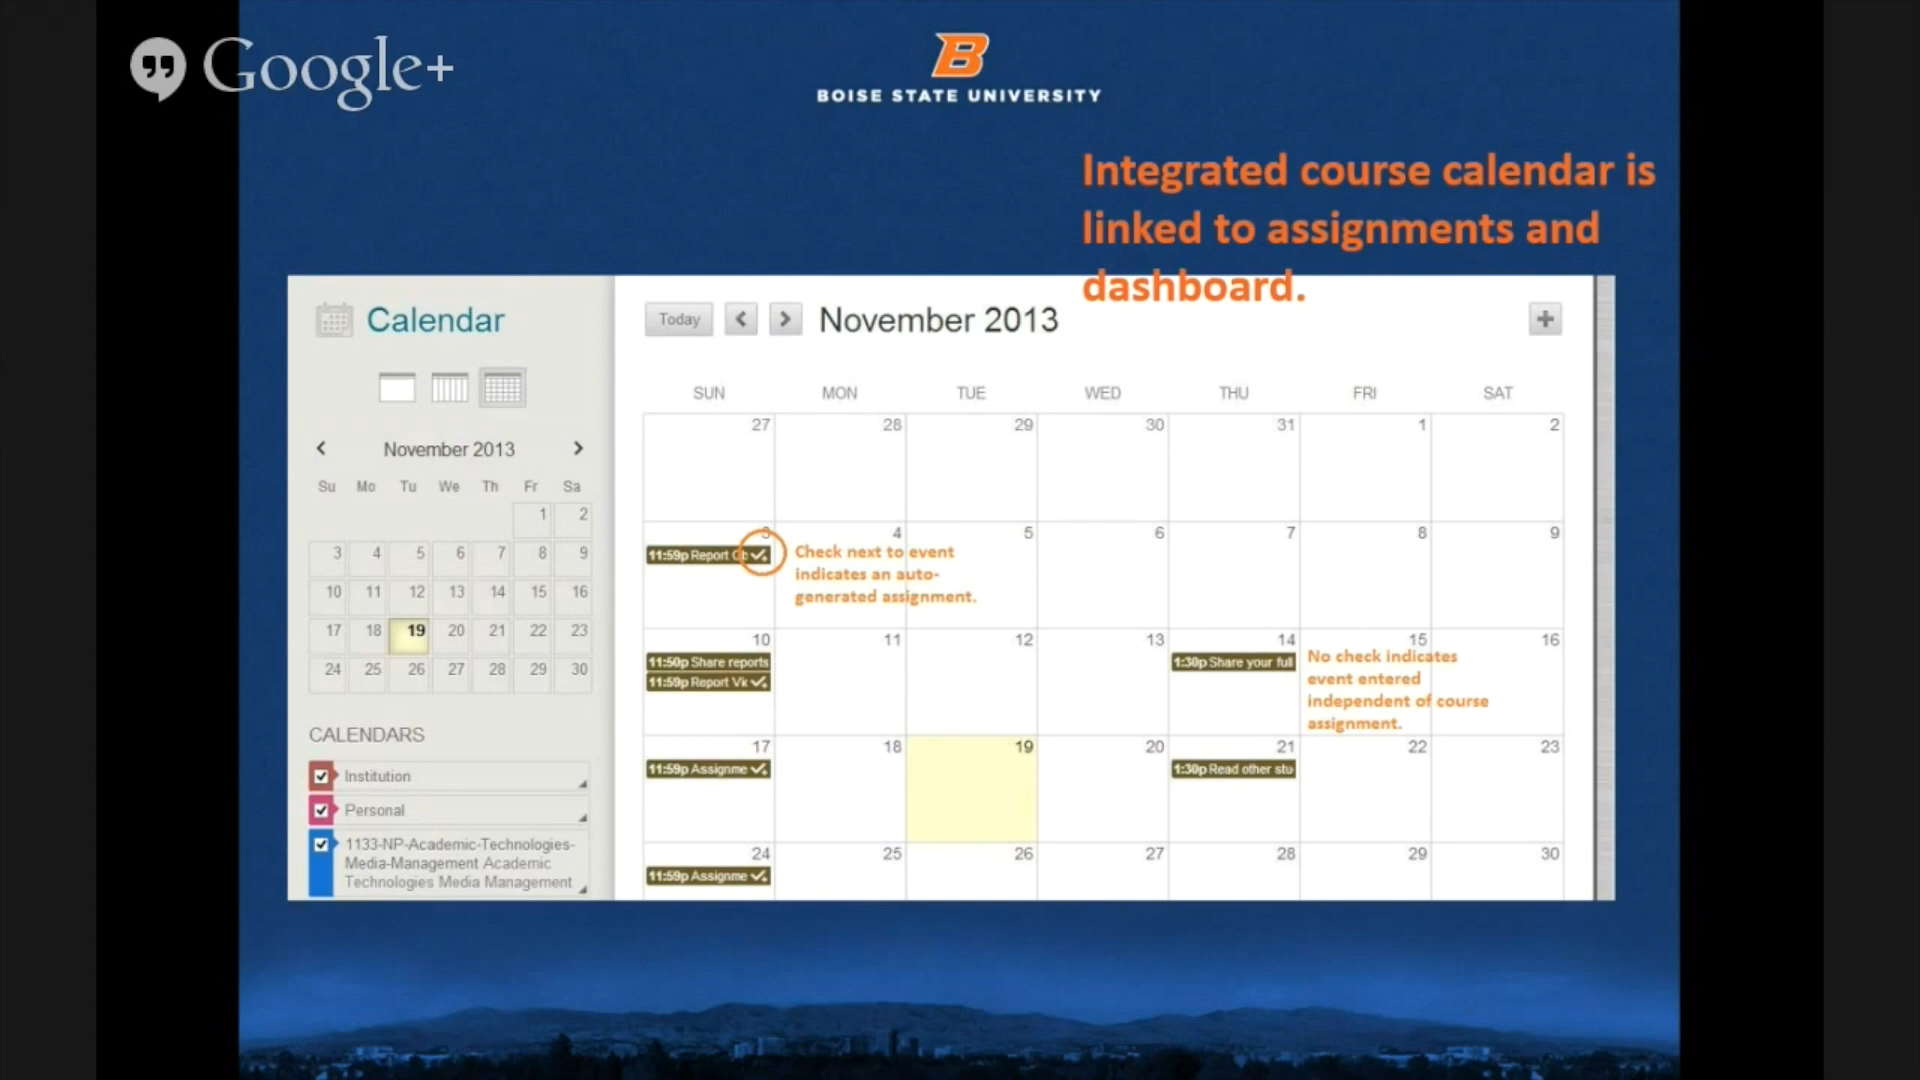 Google+
B
BOISE STATE UNIVERSITY
Integrated course calendar is
linked to assignments and
dashboard.
Calendar
November 2013
Su Mo Tu We Th Fr Sa
1 2
3 4 5 6 7 8 9
10 11 12 13 14 15 16
17 18 19 20 21 22 23
24 25 26 27 28 29 30
CALENDARS
Institution
Personal
1133-NP-Academic-Technologies-
Media-Management Academic
Technologies Media Management
Today
November 2013
SUN MON TUE WED THU FRI SAT
27 28 29 30 31 1 2
3 4 5 6 7 8 9
11:59p Report
Check next to event
indicates an auto-
generated assignment.
10 11 12 13 14 15 16
11:50p Share reports
11:59p Report
1:30p Share your full
No check indicates
event entered
independent of course
assignment.
17 18 19 20 21 22 23
11:59p Assignme
1:30p Read other stu
24 25 26 27 28 29 30
11:59p Assignme